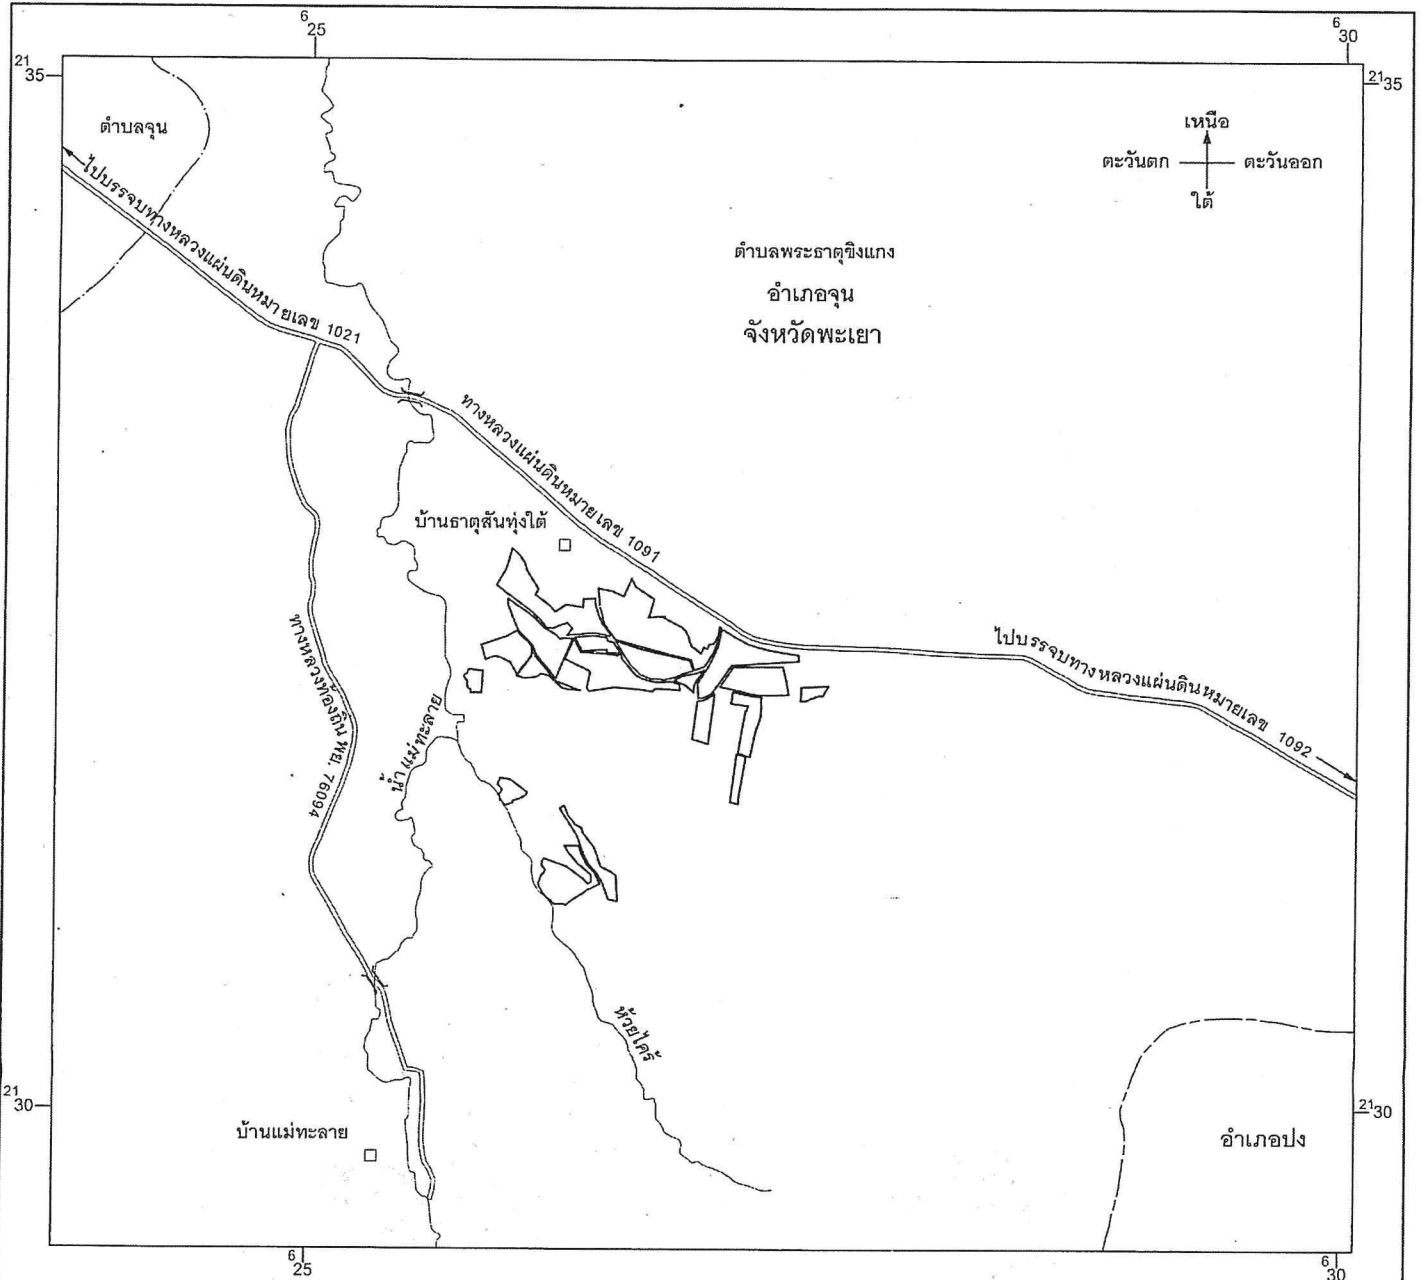 6 25
6 30
21 35
21 35
ตำบลจุน
เหนือ
ตะวันตก
ตะวันออก
ใต้
ไปบรรจบทางหลวงแผ่นดินหมายเลข 1021
ตำบลพระธาตุขิงแกง
อำเภอจุน
จังหวัดพะเยา
ทางหลวงแผ่นดินหมายเลข 1091
บ้านธาตุสันทุ่งใต้
ทางหลวงท้องถิ่น พย. 76094
น้ำแม่ทะลาย
ไปบรรจบทางหลวงแผ่นดินหมายเลข 1092
ห้วยไคร้
21 30
21 30
บ้านแม่ทะลาย
อำเภอปง
6 25
6 30